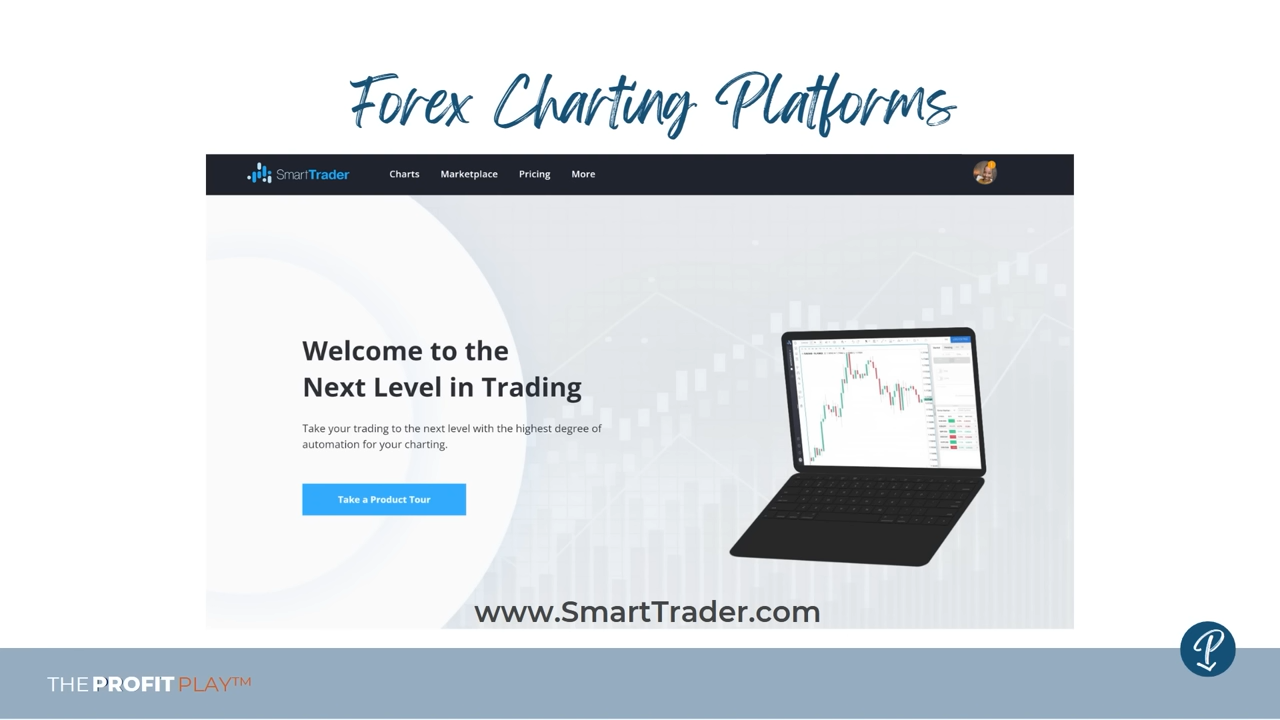 Forex Charting Platforms
SmartTrader
Charts Marketplace Pricing More
Welcome to the
Next Level in Trading
Take your trading to the next level with the highest degree of
automation for your charting.
Take a Product Tour
www.SmartTrader.com
P
THE PROFIT PLAY™